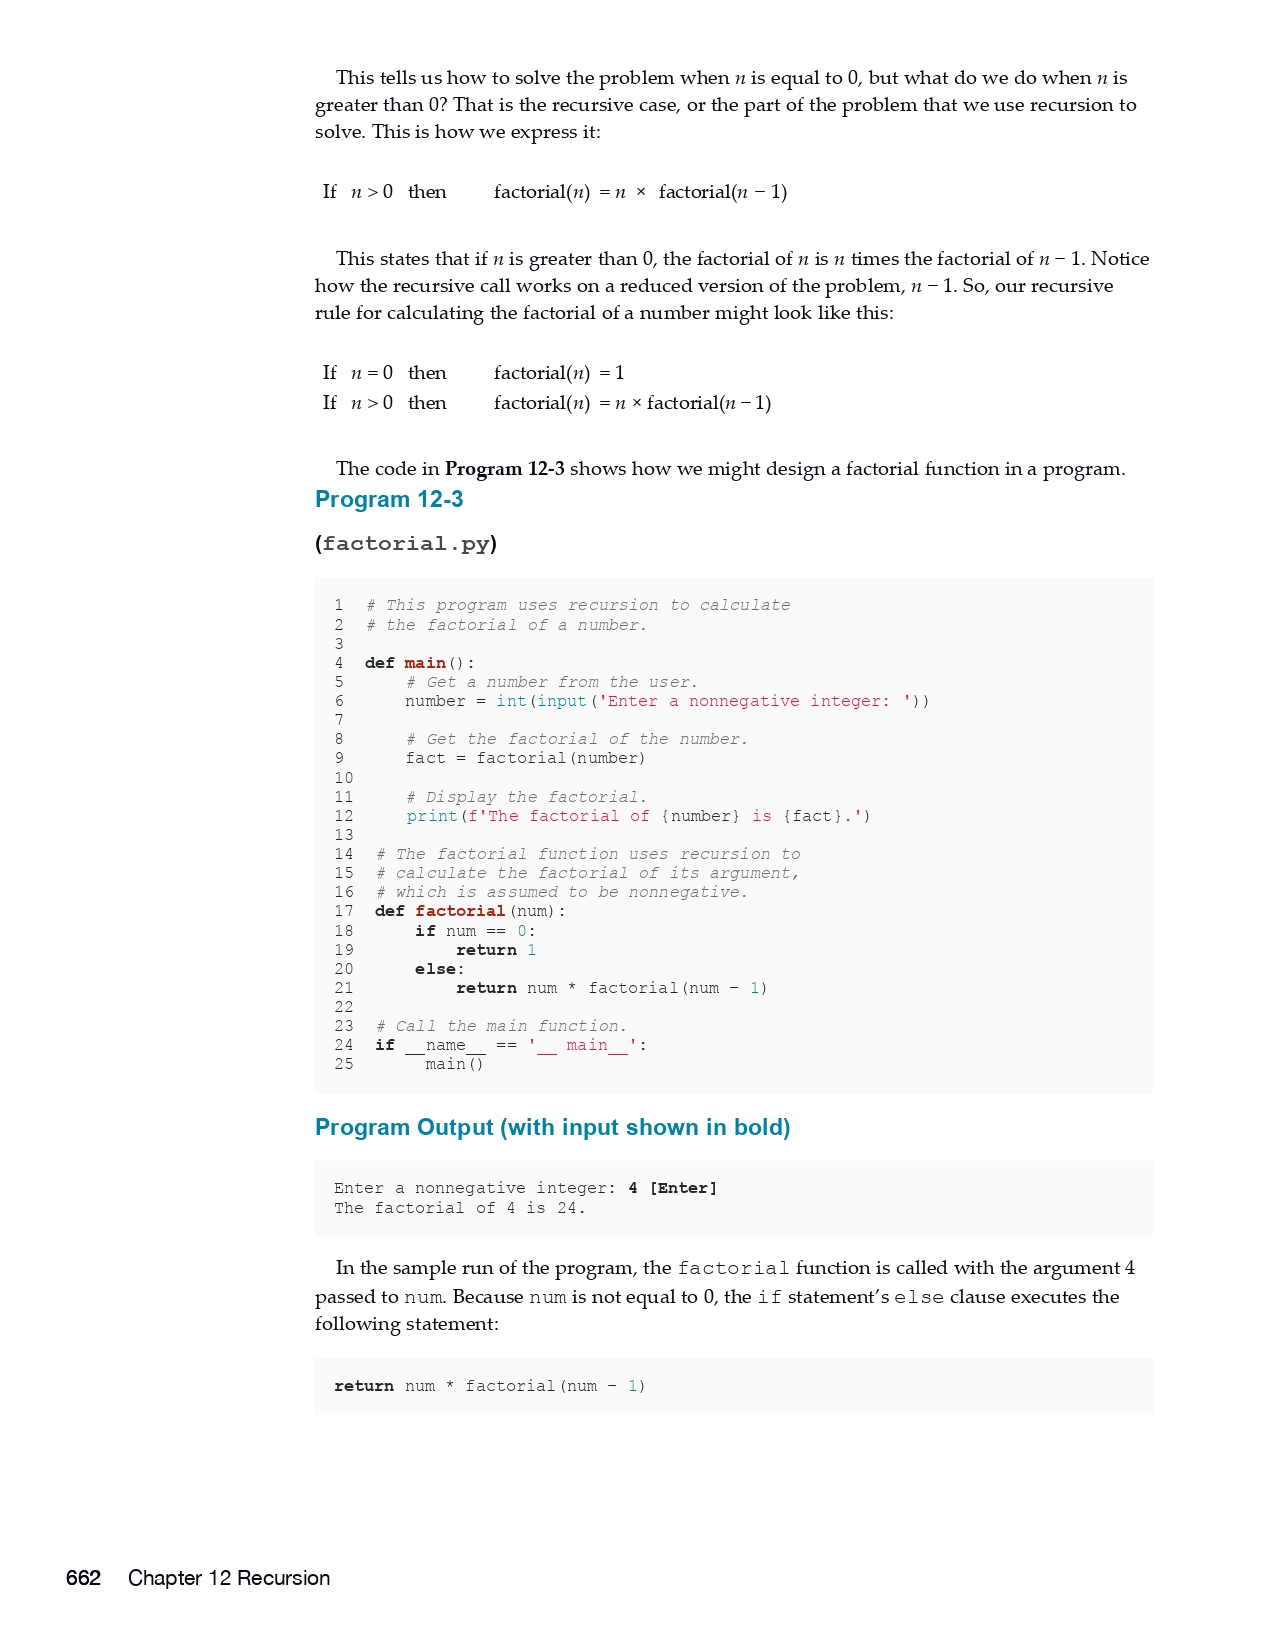 This tells us how to solve the problem when n is equal to 0, but what do we do when n is
greater than 0? That is the recursive case, or the part of the problem that we use recursion to
solve. This is how we express it:
If n > 0 then factorial(n) = n × factorial(n − 1)
This states that if n is greater than 0, the factorial of n is n times the factorial of n − 1. Notice
how the recursive call works on a reduced version of the problem, n − 1. So, our recursive
rule for calculating the factorial of a number might look like this:
If n = 0 then factorial(n) = 1
If n > 0 then factorial(n) = n × factorial(n − 1)
The code in Program 12-3 shows how we might design a factorial function in a program.
Program 12-3
(factorial.py)
1 # This program uses recursion to calculate
2 # the factorial of a number.
3
4 def main():
5 # Get a number from the user.
6 number = int(input('Enter a nonnegative integer: '))
7
8 # Get the factorial of the number.
9 fact = factorial(number)
10
11 # Display the factorial.
12 print(f'The factorial of {number} is {fact}.')
13
14 # The factorial function uses recursion to
15 # calculate the factorial of its argument,
16 # which is assumed to be nonnegative.
17 def factorial(num):
18 if num == 0:
19 return 1
20 else:
21 return num * factorial(num − 1)
22
23 # Call the main function.
24 if __name__ == '__ main__':
25 main()
Program Output (with input shown in bold)
Enter a nonnegative integer: 4 [Enter]
The factorial of 4 is 24.
In the sample run of the program, the factorial function is called with the argument 4
passed to num. Because num is not equal to 0, the if statement’s else clause executes the
following statement:
return num * factorial(num − 1)
662 Chapter 12 Recursion